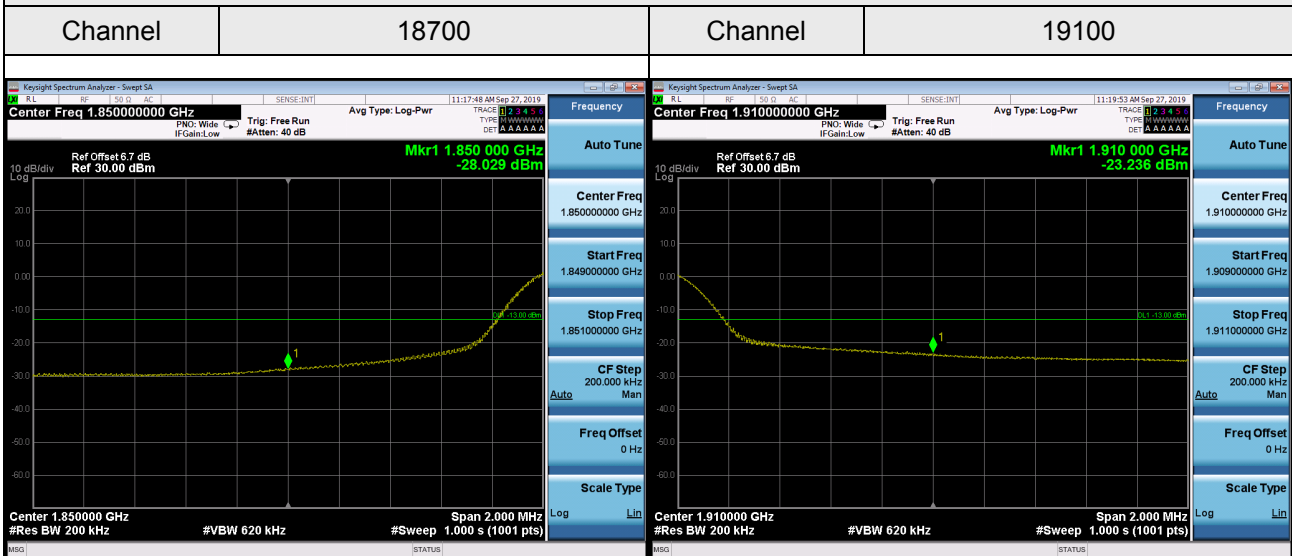 Channel 18700 Channel 19100
Keysight Spectrum Analyzer - Swept SA
RL RF 50 Ω AC SENSE:INT 11:17:48 AM Sep 27, 2019
Center Freq 1.850000000 GHz Avg Type: Log-Pwr TRACE 1 2 3 4 5 6
PNO: Wide Trig: Free Run TYPE M W W W W W
IFGain:Low #Atten: 40 dB DET A A A A A A
Mkr1 1.850 000 GHz
-28.029 dBm
Ref Offset 6.7 dB
10 dB/div Ref 30.00 dBm
Log
20.0
10.0
0.00
-10.0
DL1 -13.00 dBm
-20.0
1
-30.0
-40.0
-50.0
-60.0
Center 1.850000 GHz Span 2.000 MHz
#Res BW 200 kHz #VBW 620 kHz #Sweep 1.000 s (1001 pts)
MSG STATUS
Frequency
Auto Tune
Center Freq
1.850000000 GHz
Start Freq
1.849000000 GHz
Stop Freq
1.851000000 GHz
CF Step
200.000 kHz
Auto Man
Freq Offset
0 Hz
Scale Type
Log Lin
Keysight Spectrum Analyzer - Swept SA
RL RF 50 Ω AC SENSE:INT 11:19:53 AM Sep 27, 2019
Center Freq 1.910000000 GHz Avg Type: Log-Pwr TRACE 1 2 3 4 5 6
PNO: Wide Trig: Free Run TYPE M W W W W W
IFGain:Low #Atten: 40 dB DET A A A A A A
Mkr1 1.910 000 GHz
-23.236 dBm
Ref Offset 6.7 dB
10 dB/div Ref 30.00 dBm
Log
20.0
10.0
0.00
-10.0
DL1 -13.00 dBm
-20.0
1
-30.0
-40.0
-50.0
-60.0
Center 1.910000 GHz Span 2.000 MHz
#Res BW 200 kHz #VBW 620 kHz #Sweep 1.000 s (1001 pts)
MSG STATUS
Frequency
Auto Tune
Center Freq
1.910000000 GHz
Start Freq
1.909000000 GHz
Stop Freq
1.911000000 GHz
CF Step
200.000 kHz
Auto Man
Freq Offset
0 Hz
Scale Type
Log Lin